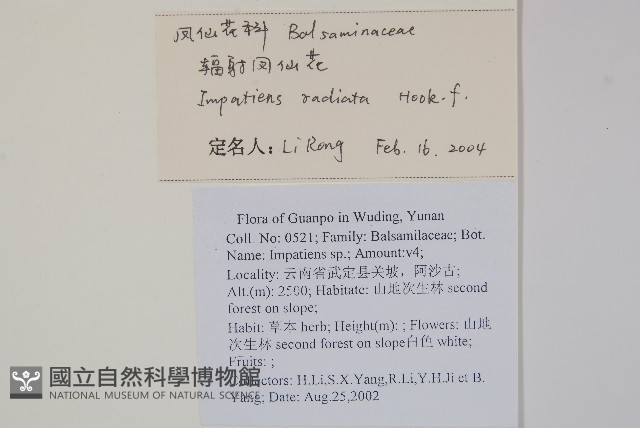 凤仙花科 Balsaminaceae
辐射凤仙花
Impatiens radiata Hook.f.
定名人：Li Rong Feb. 16. 2004
Flora of Guanpo in Wuding, Yunan
Coll. No: 0521; Family: Balsamilaceae; Bot.
Name: Impatiens sp.; Amount:v4;
Locality: 云南省武定县关坡，阿沙古;
Alt.(m): 2500; Habitate: 山地次生林 second
forest on slope;
Habit: 草本 herb; Height(m): ; Flowers: 山地
次生林 second forest on slope白色 white;
Fruits: ;
Collectors: H.Li,S.X.Yang,R.Li,Y.H.Ji et B.
Yang; Date: Aug.25,2002
國立自然科學博物館
NATIONAL MUSEUM OF NATURAL SCIENCE